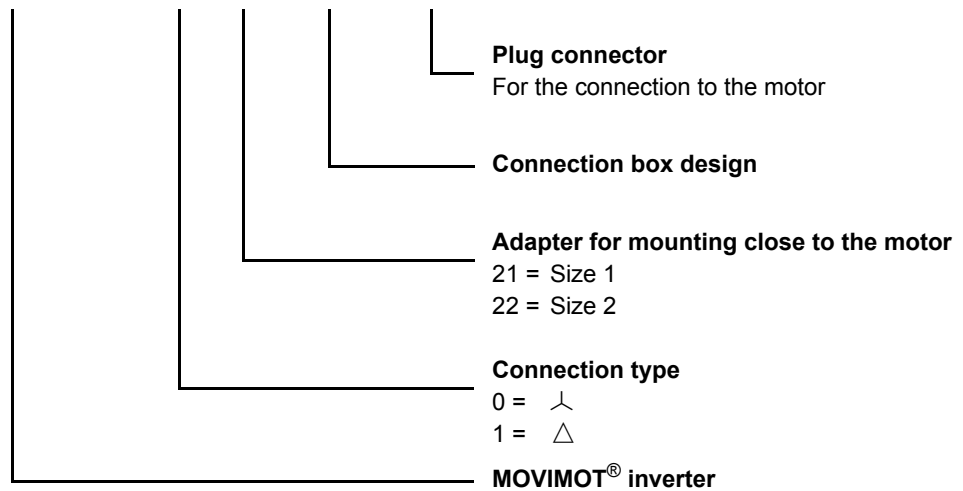 Plug connector
For the connection to the motor
Connection box design
Adapter for mounting close to the motor
21 = Size 1
22 = Size 2
Connection type
0 =
1 = △
MOVIMOT® inverter